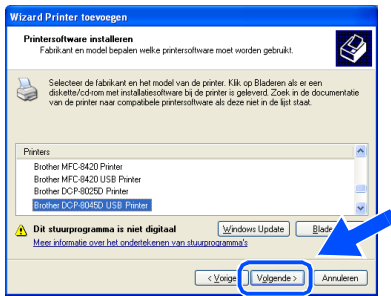 Wizard Printer toevoegen
Printersoftware installeren
Fabrikant en model bepalen welke printersoftware moet worden gebruikt.
Selecteer de fabrikant en het model van de printer. Klik op Bladeren als er een
diskette/cd-rom met installatiesoftware bij de printer is geleverd. Zoek in de documentatie
van de printer naar compatibele printersoftware als deze niet in de lijst staat.
Printers
Brother MFC-8420 Printer
Brother MFC-8420 USB Printer
Brother DCP-8025D Printer
Brother DCP-8045D USB Printer
Dit stuurprogramma is niet digitaal
Windows Update
Blade
Meer informatie over het ondertekenen van stuurprogramma's
< Vorige
Volgende >
Annuleren